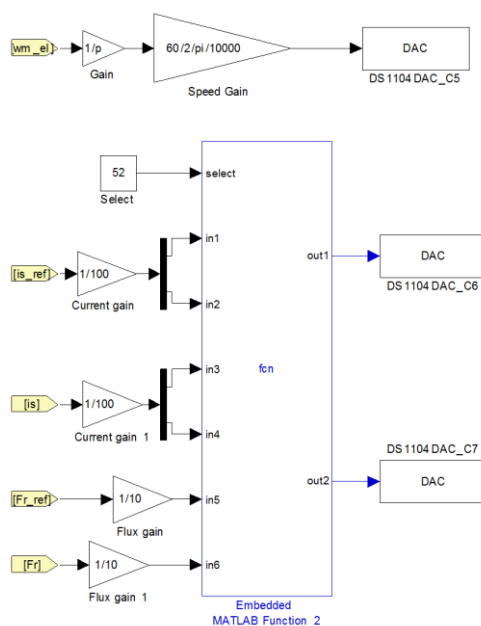 [wm_el]
1/p
Gain
60/2/pi/10000
Speed Gain
DAC
DS1104 DAC_C5
52
Select
select
[is_ref]
1/100
Current gain
in1
in2
out1
DAC
DS1104 DAC_C6
fcn
[is]
1/100
Current gain 1
in3
in4
DS1104 DAC_C7
out2
DAC
[Fr_ref]
1/10
Flux gain
in5
[Fr]
1/10
Flux gain 1
in6
Embedded
MATLAB Function 2